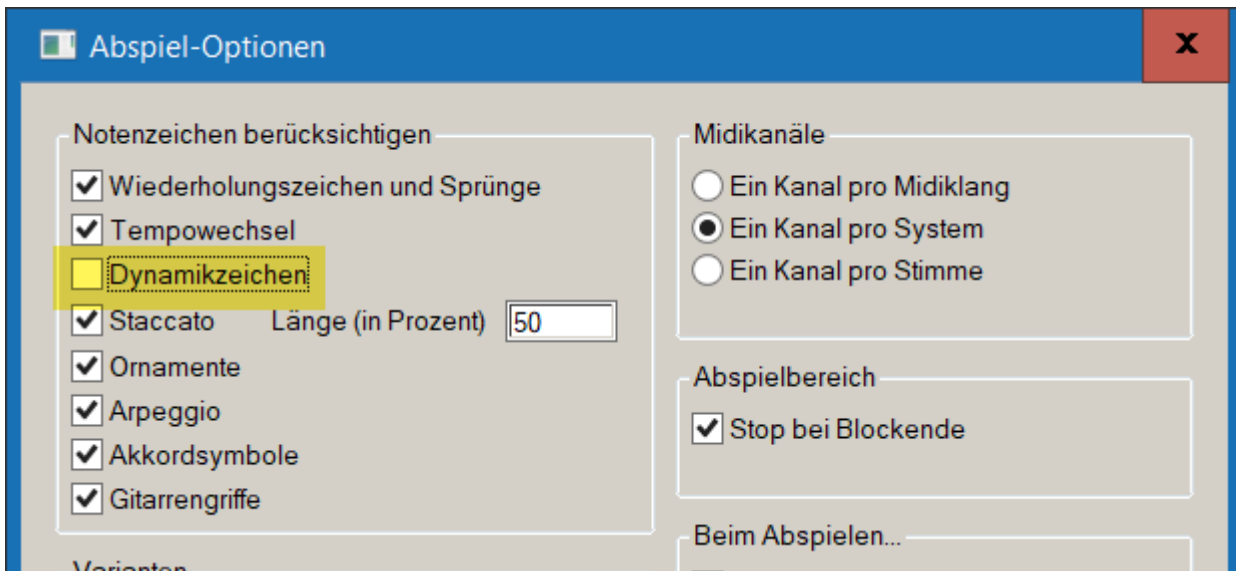 Abspiel-Optionen
x
Notenzeichen berücksichtigen
Wiederholungszeichen und Sprünge
Tempowechsel
Dynamikzeichen
Staccato Länge (in Prozent) 50
Ornamente
Arpeggio
Akkordsymbole
Gitarrengriffe
Varianten
Midikanäle
Ein Kanal pro Midiklang
Ein Kanal pro System
Ein Kanal pro Stimme
Abspielbereich
Stop bei Blockende
Beim Abspielen...